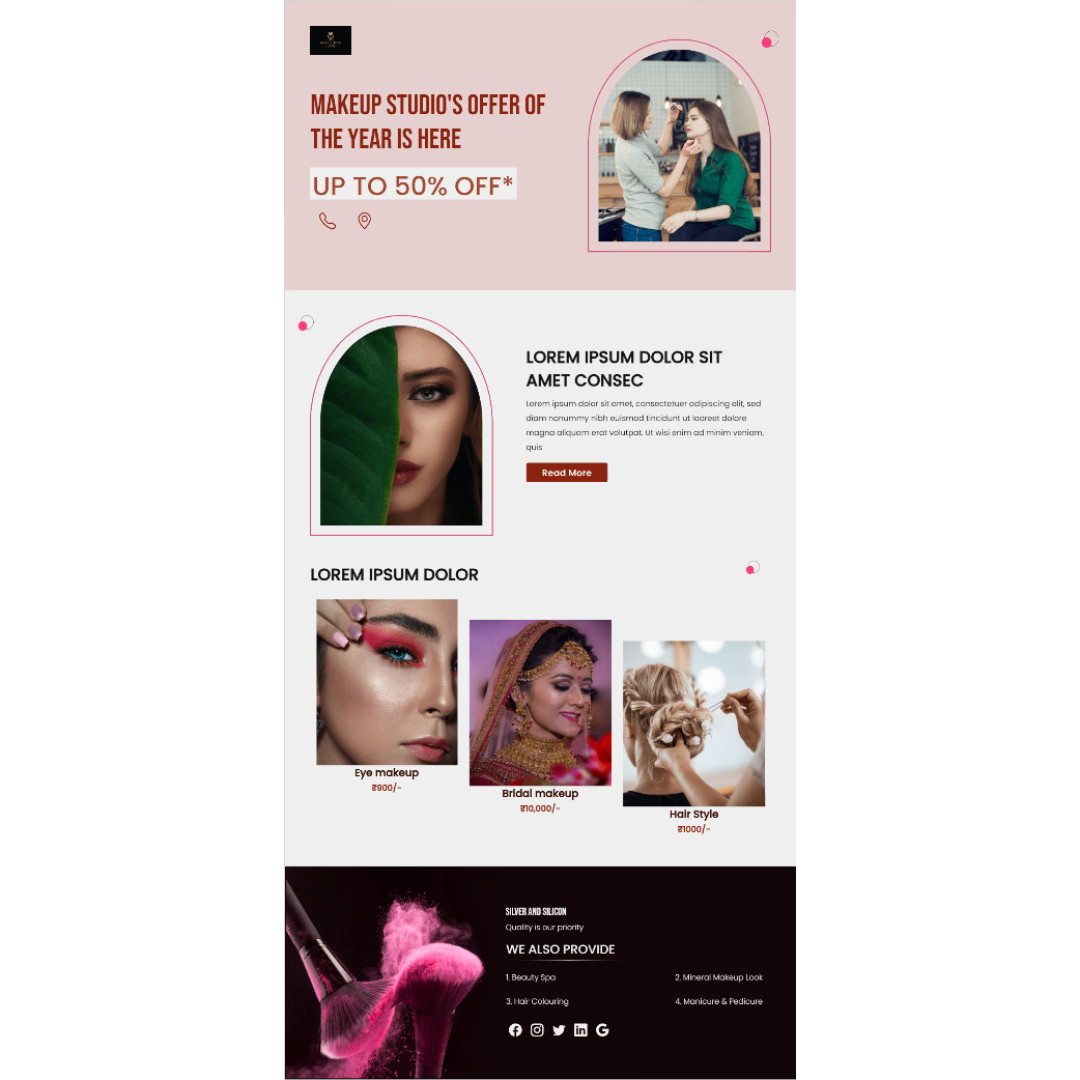 MAKEUP STUDIO'S OFFER OF
THE YEAR IS HERE
UP TO 50% OFF*
LOREM IPSUM DOLOR SIT
AMET CONSEC
Lorem ipsum dolor sit amet, consectetuer adipiscing elit, sed
diam nonummy nibh euismod tincidunt ut laoreet dolore
magna aliquam erat volutpat. Ut wisi enim ad minim veniam,
quis
Read More
LOREM IPSUM DOLOR
Eye makeup
₹900/-
Bridal makeup
₹10,000/-
Hair Style
₹1000/-
SILVER AND SILICON
Quality is our priority
WE ALSO PROVIDE
1. Beauty Spa
2. Mineral Makeup Look
3. Hair Colouring
4. Manicure & Pedicure